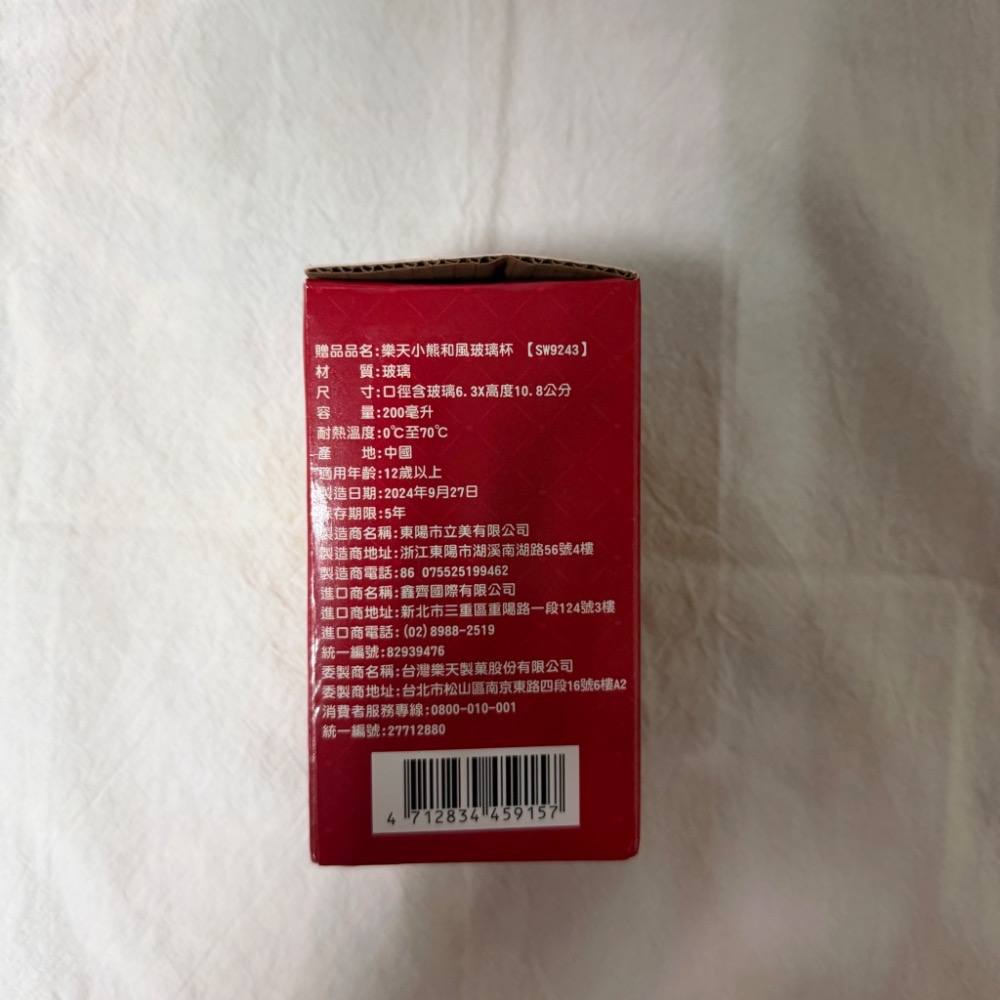 贈品品名:樂天小熊和風玻璃杯 【SW9243】
材 質:玻璃
尺 寸:口徑含玻璃6.3X高度10.8公分
容 量:200毫升
耐熱溫度:0℃至70℃
產 地:中國
適用年齡:12歲以上
製造日期:2024年9月27日
保存期限:5年
製造商名稱:東陽市立美有限公司
製造商地址:浙江東陽市湖溪南湖路56號4樓
製造商電話:86 075525199462
進口商名稱:鑫齊國際有限公司
進口商地址:新北市三重區重陽路一段124號3樓
進口商電話:(02)8988-2519
統一編號:82939476
委製商名稱:台灣樂天製菓股份有限公司
委製商地址:台北市松山區南京東路四段16號6樓A2
消費者服務專線:0800-010-001
統一編號:27712880
4 712834 459157